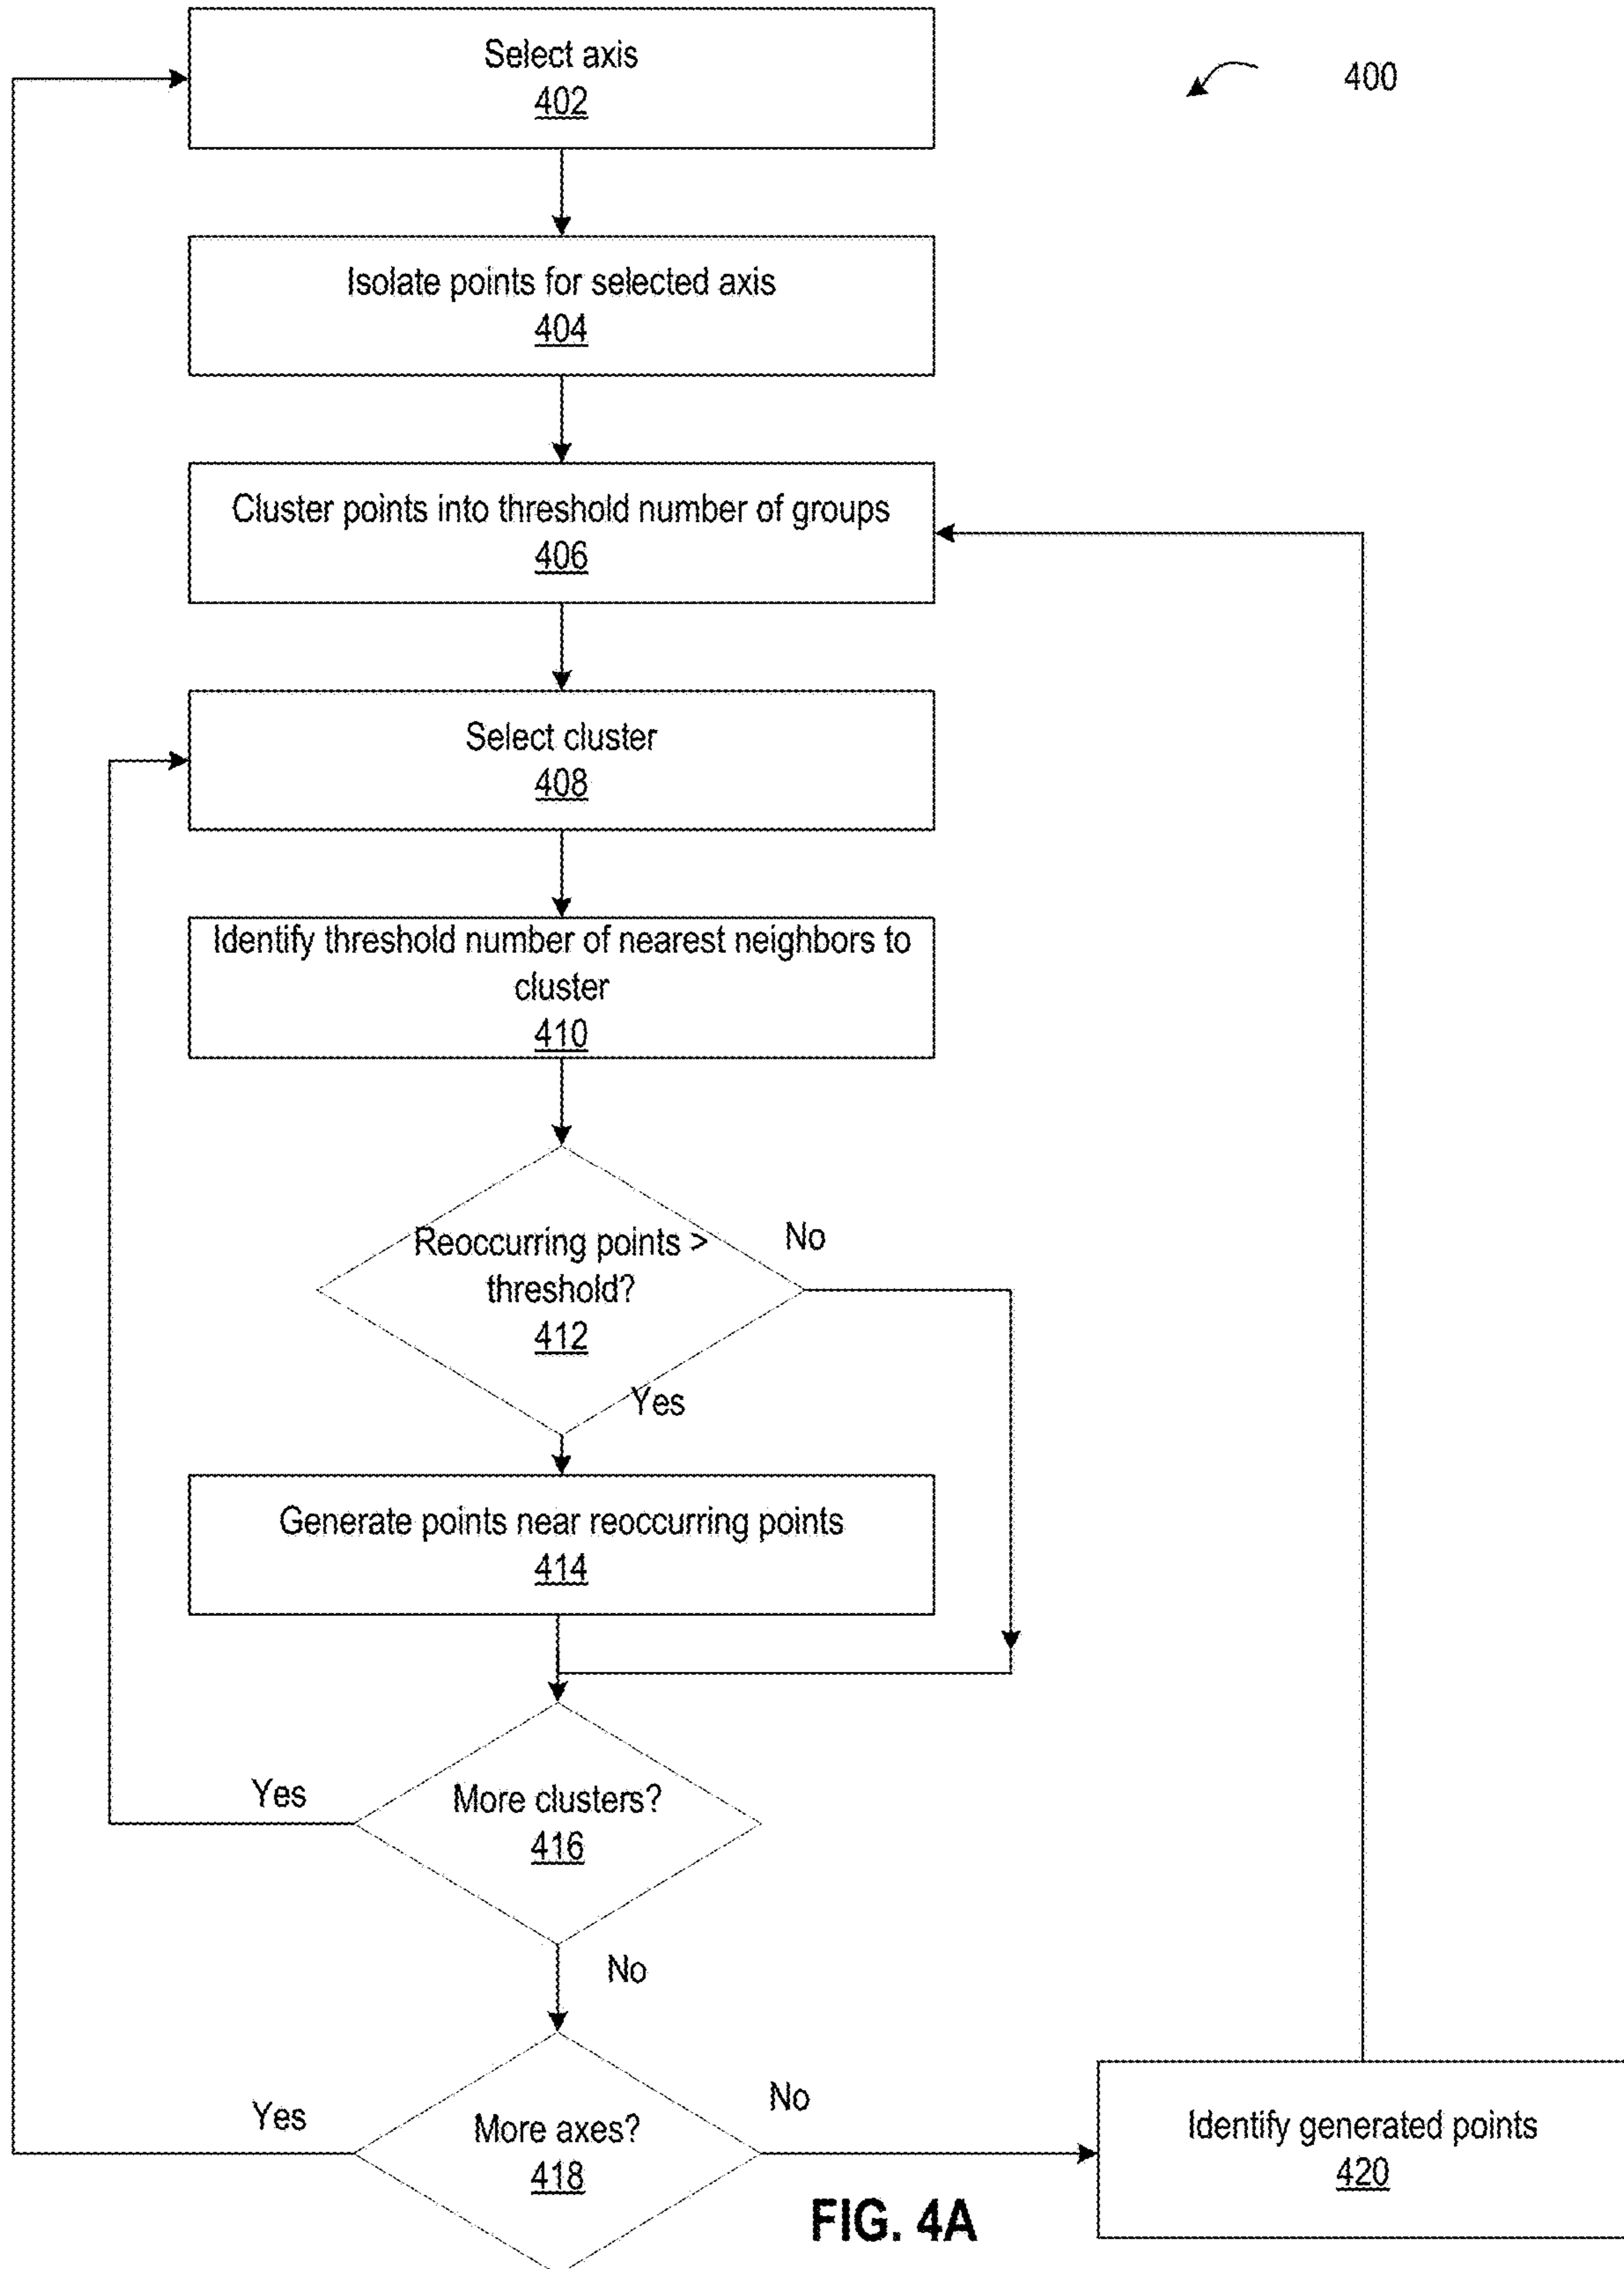 Select axis
402
400
Isolate points for selected axis
404
Cluster points into threshold number of groups
406
Select cluster
408
Identify threshold number of nearest neighbors to
cluster
410
Reoccurring points >
threshold?
412
No
Yes
Generate points near reoccurring points
414
More clusters?
416
Yes
No
More axes?
418
Yes
No
Identify generated points
420
FIG. 4A